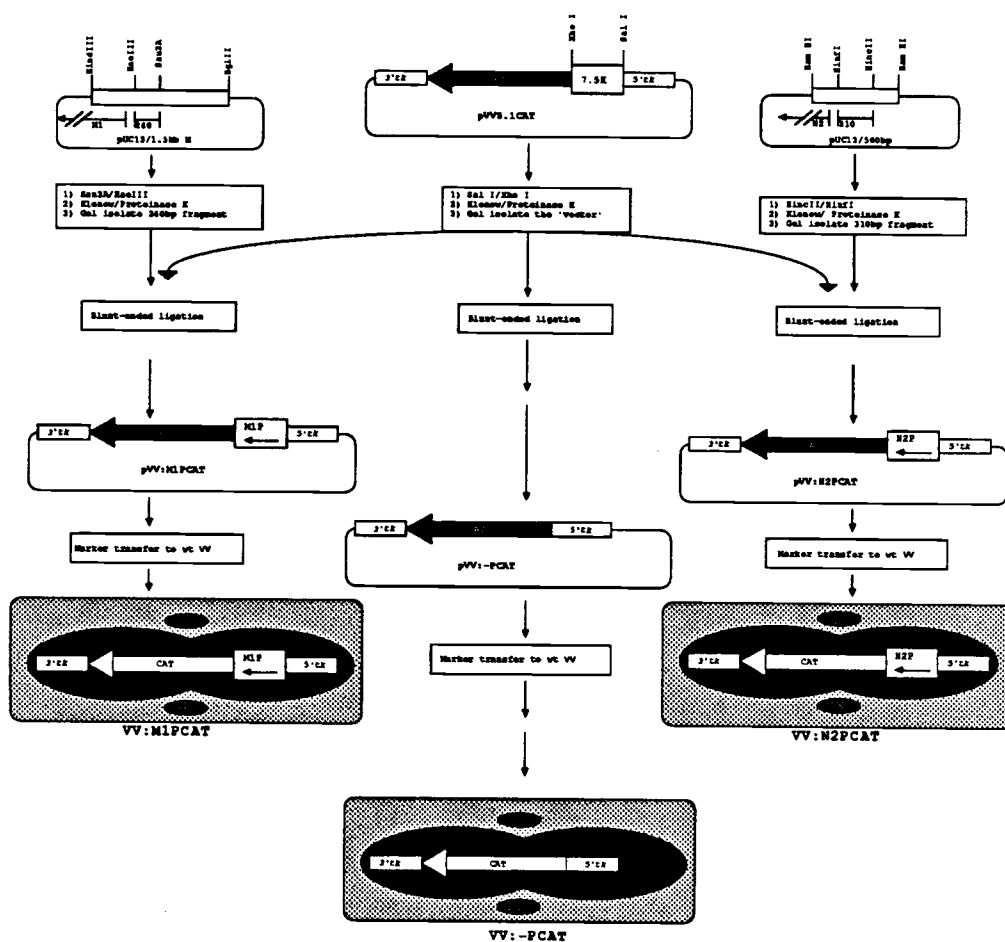 HindIII
HaeIII
Sau3A
BglII
M1
260
pUC13/1.5kb M
1) Sau3A/HaeIII
2) Klenow/Proteinase K
3) Gel isolate 260bp fragment
Blunt-ended ligation
3'tk
M1P
5'tk
pVV:M1PCAT
Marker transfer to wt VV
3'tk
CAT
M1P
5'tk
VV:M1PCAT
Xho I
Sal I
3'tk
7.5K
5'tk
pVV5.1CAT
1) Sal I/Xho I
2) Klenow/Proteinase K
3) Gel isolate the 'vector'
Blunt-ended ligation
3'tk
5'tk
pVV:-PCAT
Marker transfer to wt VV
3'tk
CAT
5'tk
VV:-PCAT
Bam HI
HinfI
HincII
Bam HI
N2
310
pUC13/560bp
1) HincII/HinfI
2) Klenow/ Proteinase K
3) Gel isolate 310bp fragment
Blunt-ended ligation
3'tk
N2P
5'tk
pVV:N2PCAT
Marker transfer to wt VV
3'tk
CAT
N2P
5'tk
VV:N2PCAT